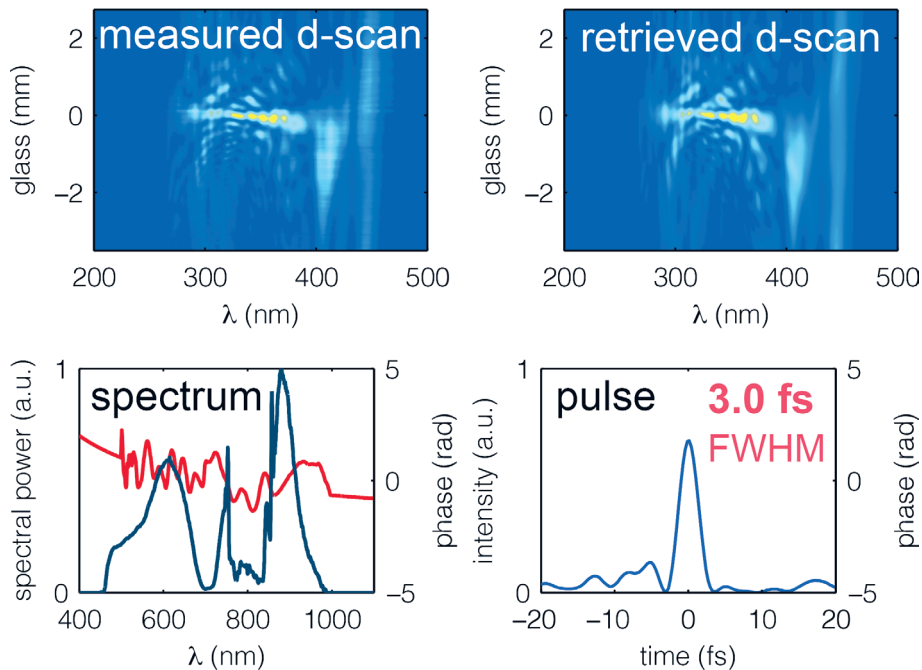 measured d-scan
glass (mm)
2
0
−2
200
300
400
500
λ (nm)
retrieved d-scan
glass (mm)
2
0
−2
200
300
400
500
λ (nm)
spectrum
spectral power (a.u.)
1
0
5
0
−5
phase (rad)
400
600
800
1000
λ (nm)
pulse
3.0 fs
FWHM
intensity (a.u.)
1
0
5
0
−5
phase (rad)
−20
−10
0
10
20
time (fs)